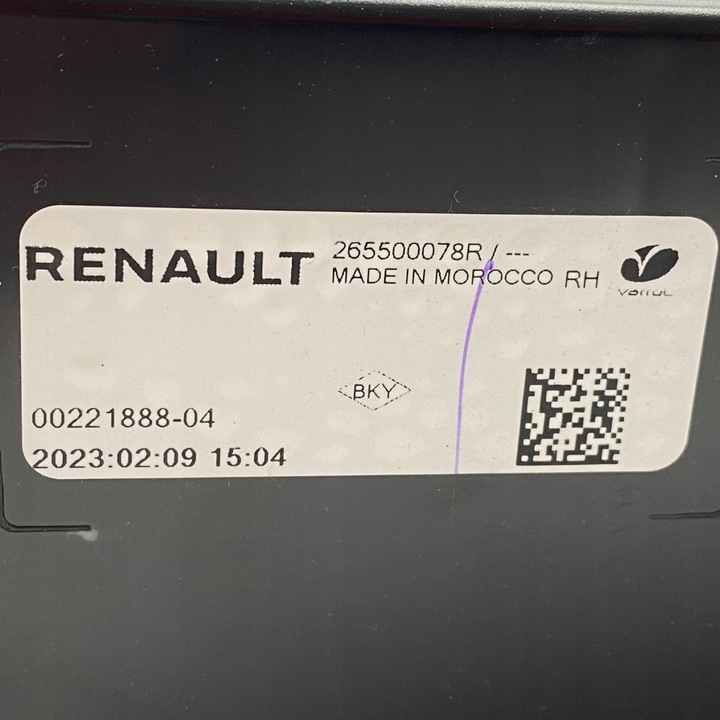 RENAULT
265500078R / ---
MADE IN MOROCCO RH
BKY
00221888-04
2023:02:09 15:04